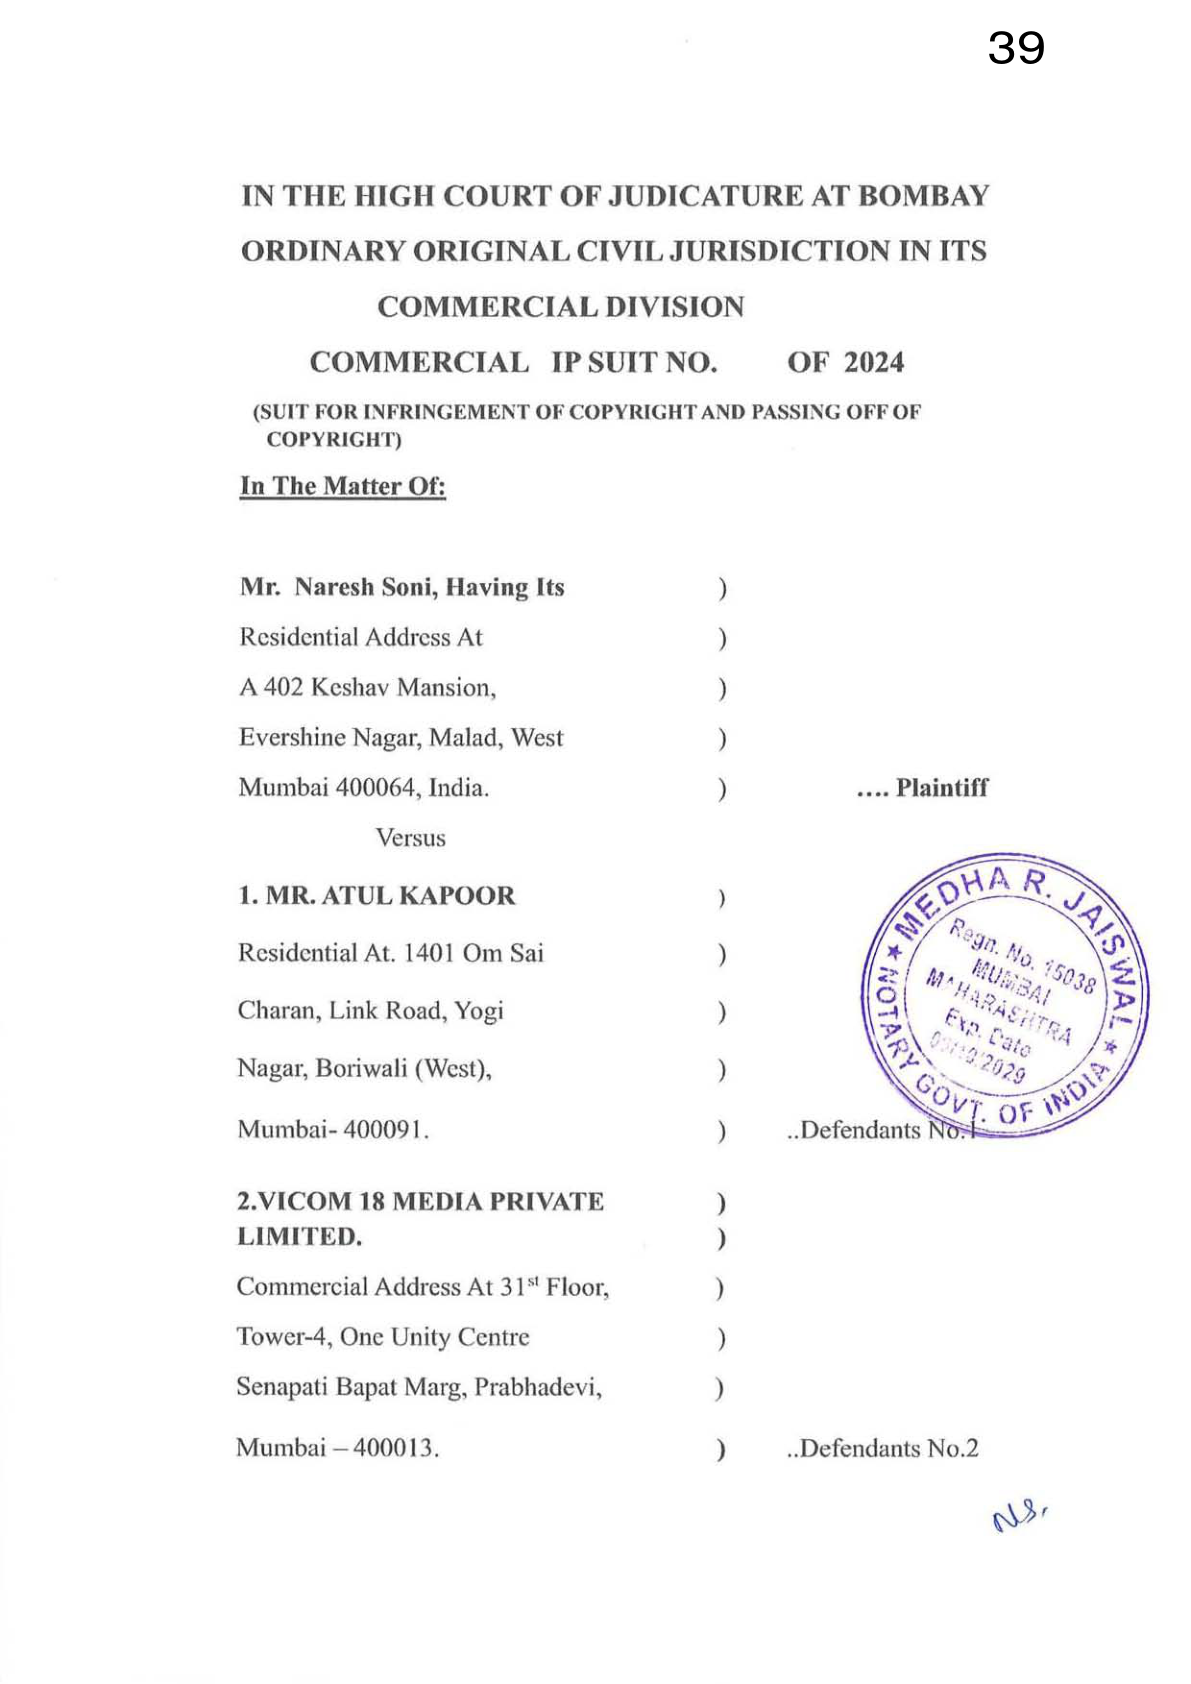 39
IN THE HIGH COURT OF JUDICATURE AT BOMBAY
ORDINARY ORIGINAL CIVIL JURISDICTION IN ITS
COMMERCIAL DIVISION
COMMERCIAL IP SUIT NO. OF 2024
(SUIT FOR INFRINGEMENT OF COPYRIGHT AND PASSING OFF OF
COPYRIGHT)
In The Matter Of:
Mr. Naresh Soni, Having Its )
Residential Address At )
A 402 Keshav Mansion, )
Evershine Nagar, Malad, West )
Mumbai 400064, India. ) .... Plaintiff
Versus
1. MR. ATUL KAPOOR )
Residential At. 1401 Om Sai )
Charan, Link Road, Yogi )
Nagar, Boriwali (West), )
Mumbai- 400091. ) ..Defendants No.1
★ MEDHA R. JAISWAL ★
NOTARY GOVT. OF INDIA
Regn. No. 15038
MUMBAI
MAHARASHTRA
Exp. Date
2.VICOM 18 MEDIA PRIVATE )
LIMITED. )
Commercial Address At 31st Floor, )
Tower-4, One Unity Centre )
Senapati Bapat Marg, Prabhadevi, )
Mumbai – 400013. ) ..Defendants No.2
NS.